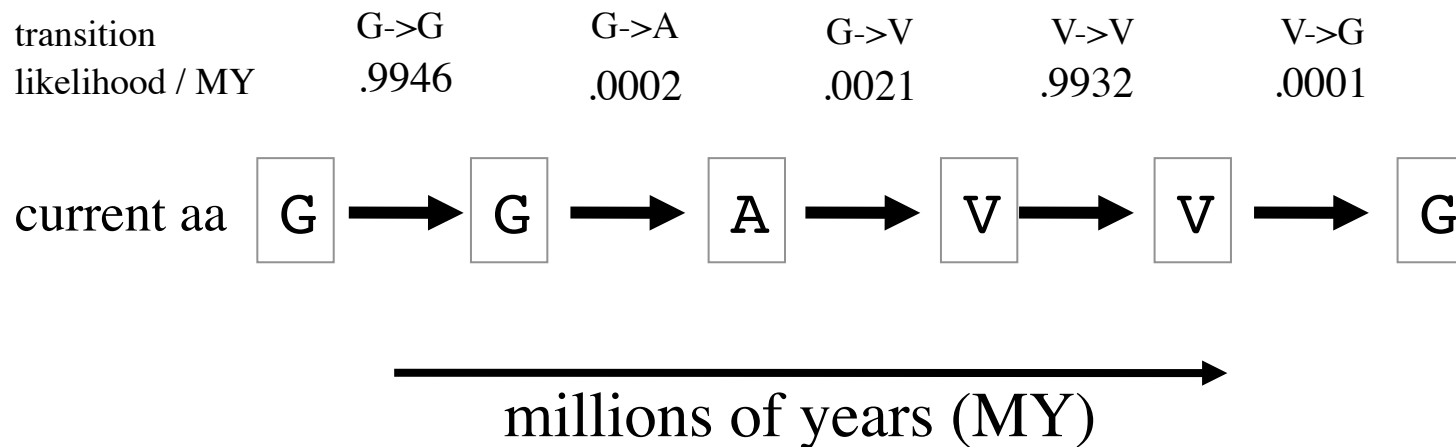 transition G->G G->A G->V V->V V->G
likelihood / MY .9946 .0002 .0021 .9932 .0001
current aa G G A V V G
millions of years (MY)